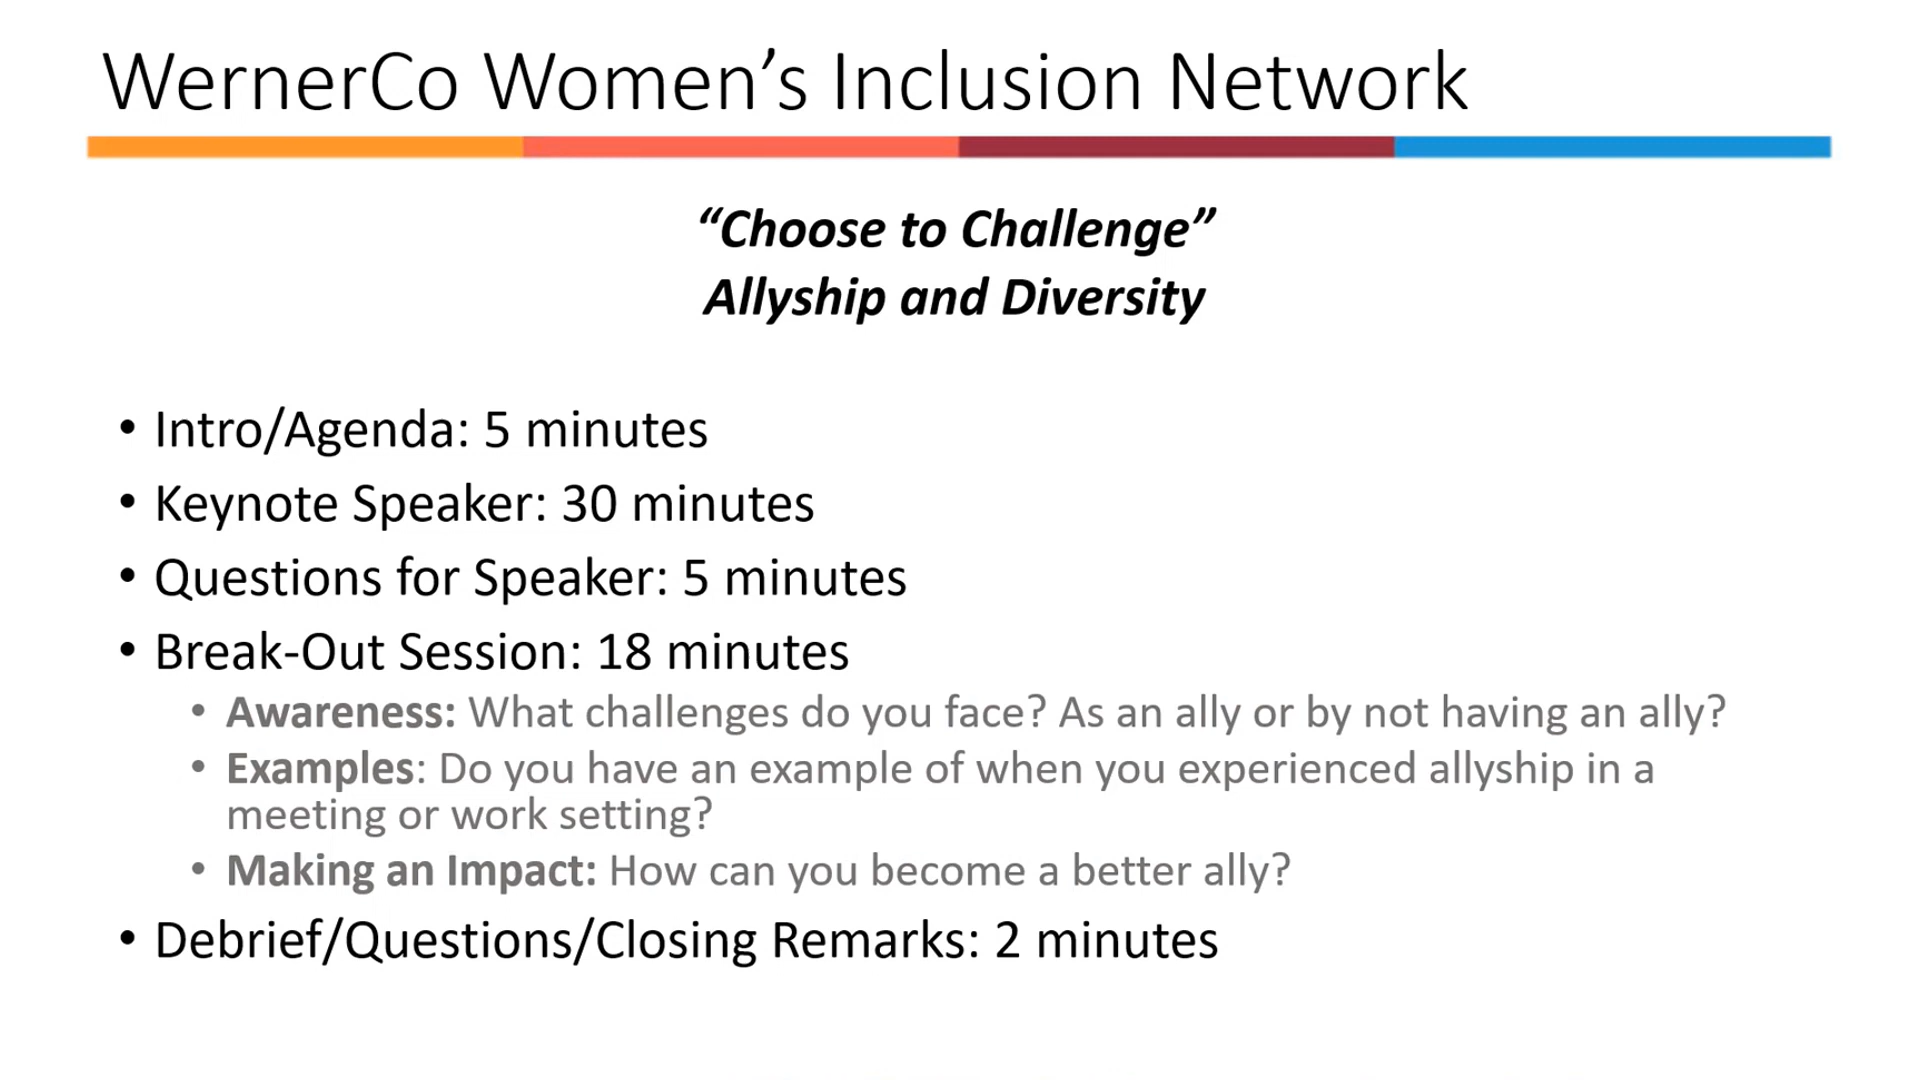 WernerCo Women’s Inclusion Network
“Choose to Challenge”
Allyship and Diversity
• Intro/Agenda: 5 minutes
• Keynote Speaker: 30 minutes
• Questions for Speaker: 5 minutes
• Break-Out Session: 18 minutes
• Awareness: What challenges do you face? As an ally or by not having an ally?
• Examples: Do you have an example of when you experienced allyship in a
meeting or work setting?
• Making an Impact: How can you become a better ally?
• Debrief/Questions/Closing Remarks: 2 minutes